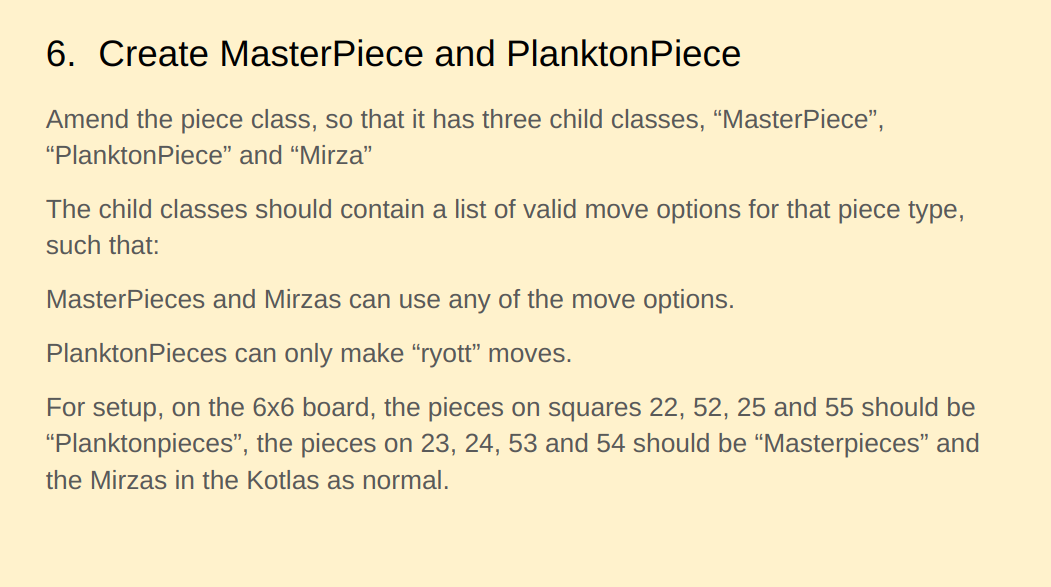 6. Create MasterPiece and PlanktonPiece
Amend the piece class, so that it has three child classes, “MasterPiece”,
“PlanktonPiece” and “Mirza”
The child classes should contain a list of valid move options for that piece type,
such that:
MasterPieces and Mirzas can use any of the move options.
PlanktonPieces can only make “ryott” moves.
For setup, on the 6x6 board, the pieces on squares 22, 52, 25 and 55 should be
“Planktonpieces”, the pieces on 23, 24, 53 and 54 should be “Masterpieces” and
the Mirzas in the Kotlas as normal.